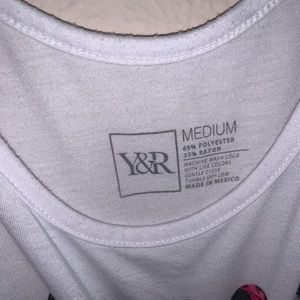 Y&R
MEDIUM
65% POLYESTER
35% RAYON
MACHINE WASH COLD
WITH LIKE COLORS
GENTLE CYCLE
TUMBLE DRY LOW
MADE IN MEXICO